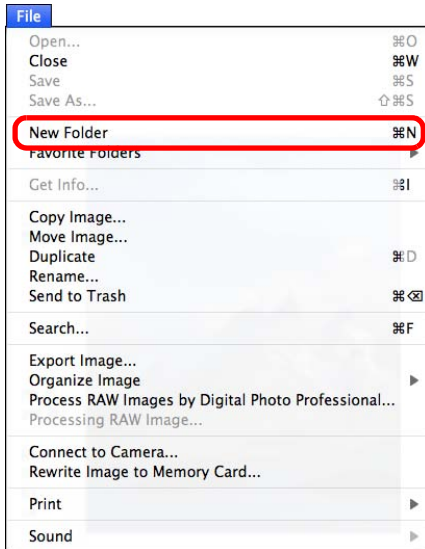 File
Open... ⌘O
Close ⌘W
Save ⌘S
Save As... ⇧⌘S
New Folder ⌘N
Favorite Folders
Get Info... ⌘I
Copy Image...
Move Image...
Duplicate ⌘D
Rename...
Send to Trash ⌘⌫
Search... ⌘F
Export Image...
Organize Image
Process RAW Images by Digital Photo Professional...
Processing RAW Image...
Connect to Camera...
Rewrite Image to Memory Card...
Print
Sound